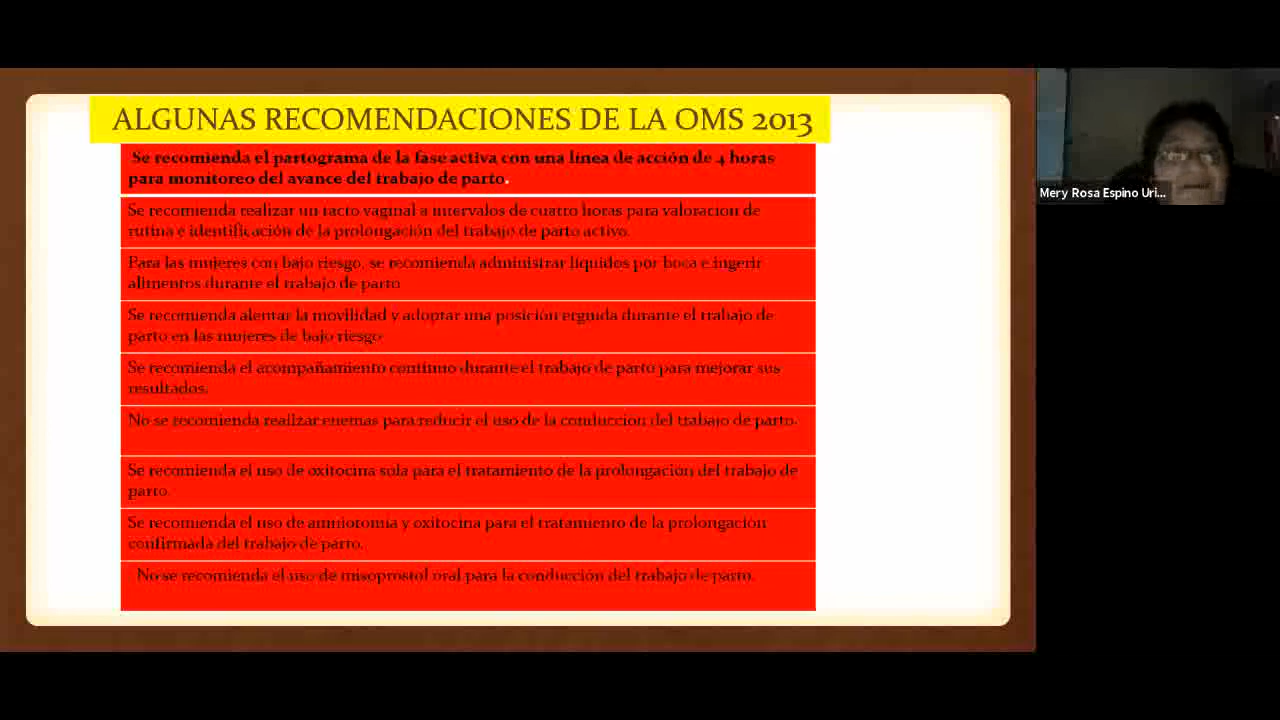 ALGUNAS RECOMENDACIONES DE LA OMS 2013
Se recomienda el partograma de la fase activa con una línea de acción de 4 horas
para monitoreo del avance del trabajo de parto.
Se recomienda realizar un tacto vaginal a intervalos de cuatro horas para valoración de
rutina e identificación de la prolongación del trabajo de parto activo.
Para las mujeres con bajo riesgo, se recomienda administrar líquidos por boca e ingerir
alimentos durante el trabajo de parto
Se recomienda alentar la movilidad y adoptar una posición erguida durante el trabajo de
parto en las mujeres de bajo riesgo
Se recomienda el acompañamiento continuo durante el trabajo de parto para mejorar sus
resultados.
No se recomienda realizar enemas para reducir el uso de la conducción del trabajo de parto.
Se recomienda el uso de oxitocina sola para el tratamiento de la prolongación del trabajo de
parto.
Se recomienda el uso de amniotomía y oxitocina para el tratamiento de la prolongación
confirmada del trabajo de parto.
No se recomienda el uso de misoprostol oral para la conducción del trabajo de parto.
Mery Rosa Espino Uri...